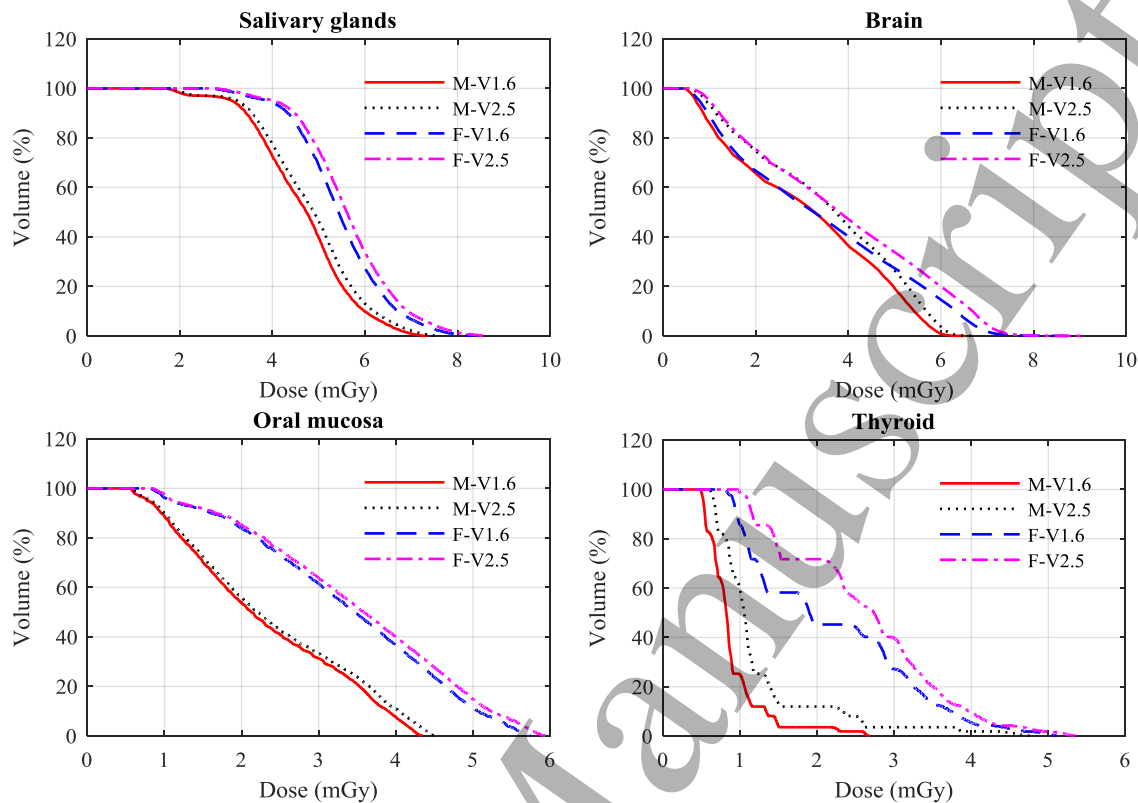 Salivary glands
120
100
80
60
40
20
0
Volume (%)
M-V1.6
M-V2.5
F-V1.6
F-V2.5
0 2 4 6 8 10
Dose (mGy)
Brain
120
100
80
60
40
20
0
Volume (%)
M-V1.6
M-V2.5
F-V1.6
F-V2.5
0 2 4 6 8 10
Dose (mGy)
Oral mucosa
120
100
80
60
40
20
0
Volume (%)
M-V1.6
M-V2.5
F-V1.6
F-V2.5
0 1 2 3 4 5 6
Dose (mGy)
Thyroid
120
100
80
60
40
20
0
Volume (%)
M-V1.6
M-V2.5
F-V1.6
F-V2.5
0 1 2 3 4 5 6
Dose (mGy)
Manuscript